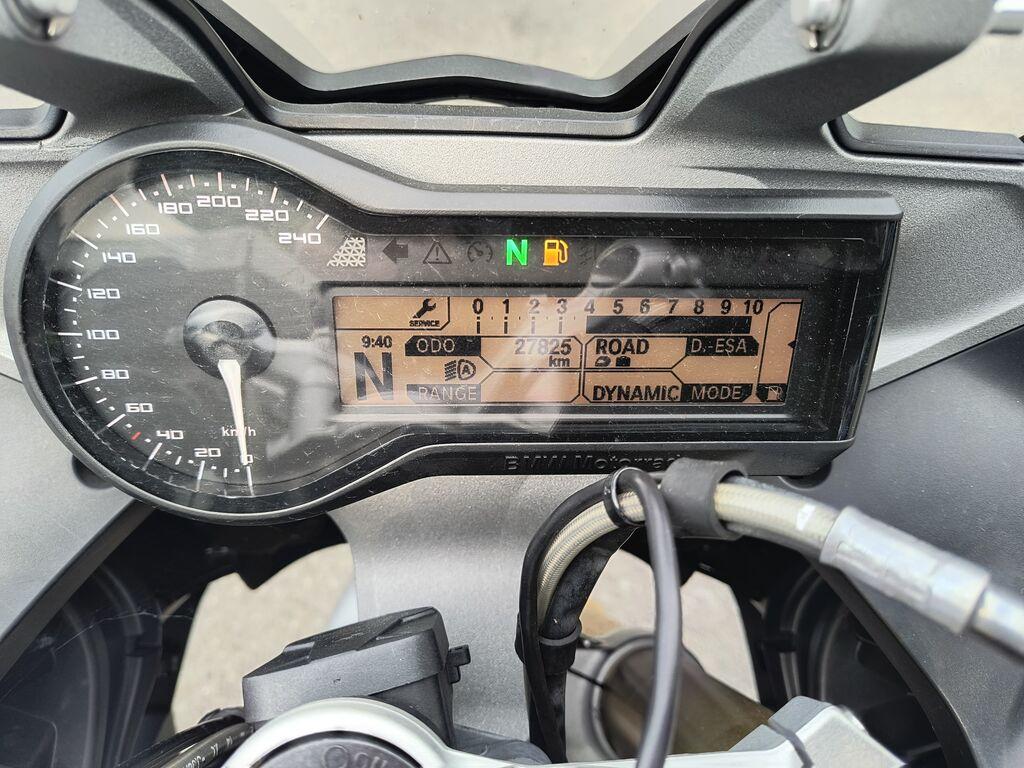 180 200 220
160 240
140
120
100
80
60
40
20
0
km/h
N
SERVICE
0 1 2 3 4 5 6 7 8 9 10
9:40 ODO 27825 ROAD D.-ESA
km
N
A
RANGE DYNAMIC MODE
BMW Motorrad